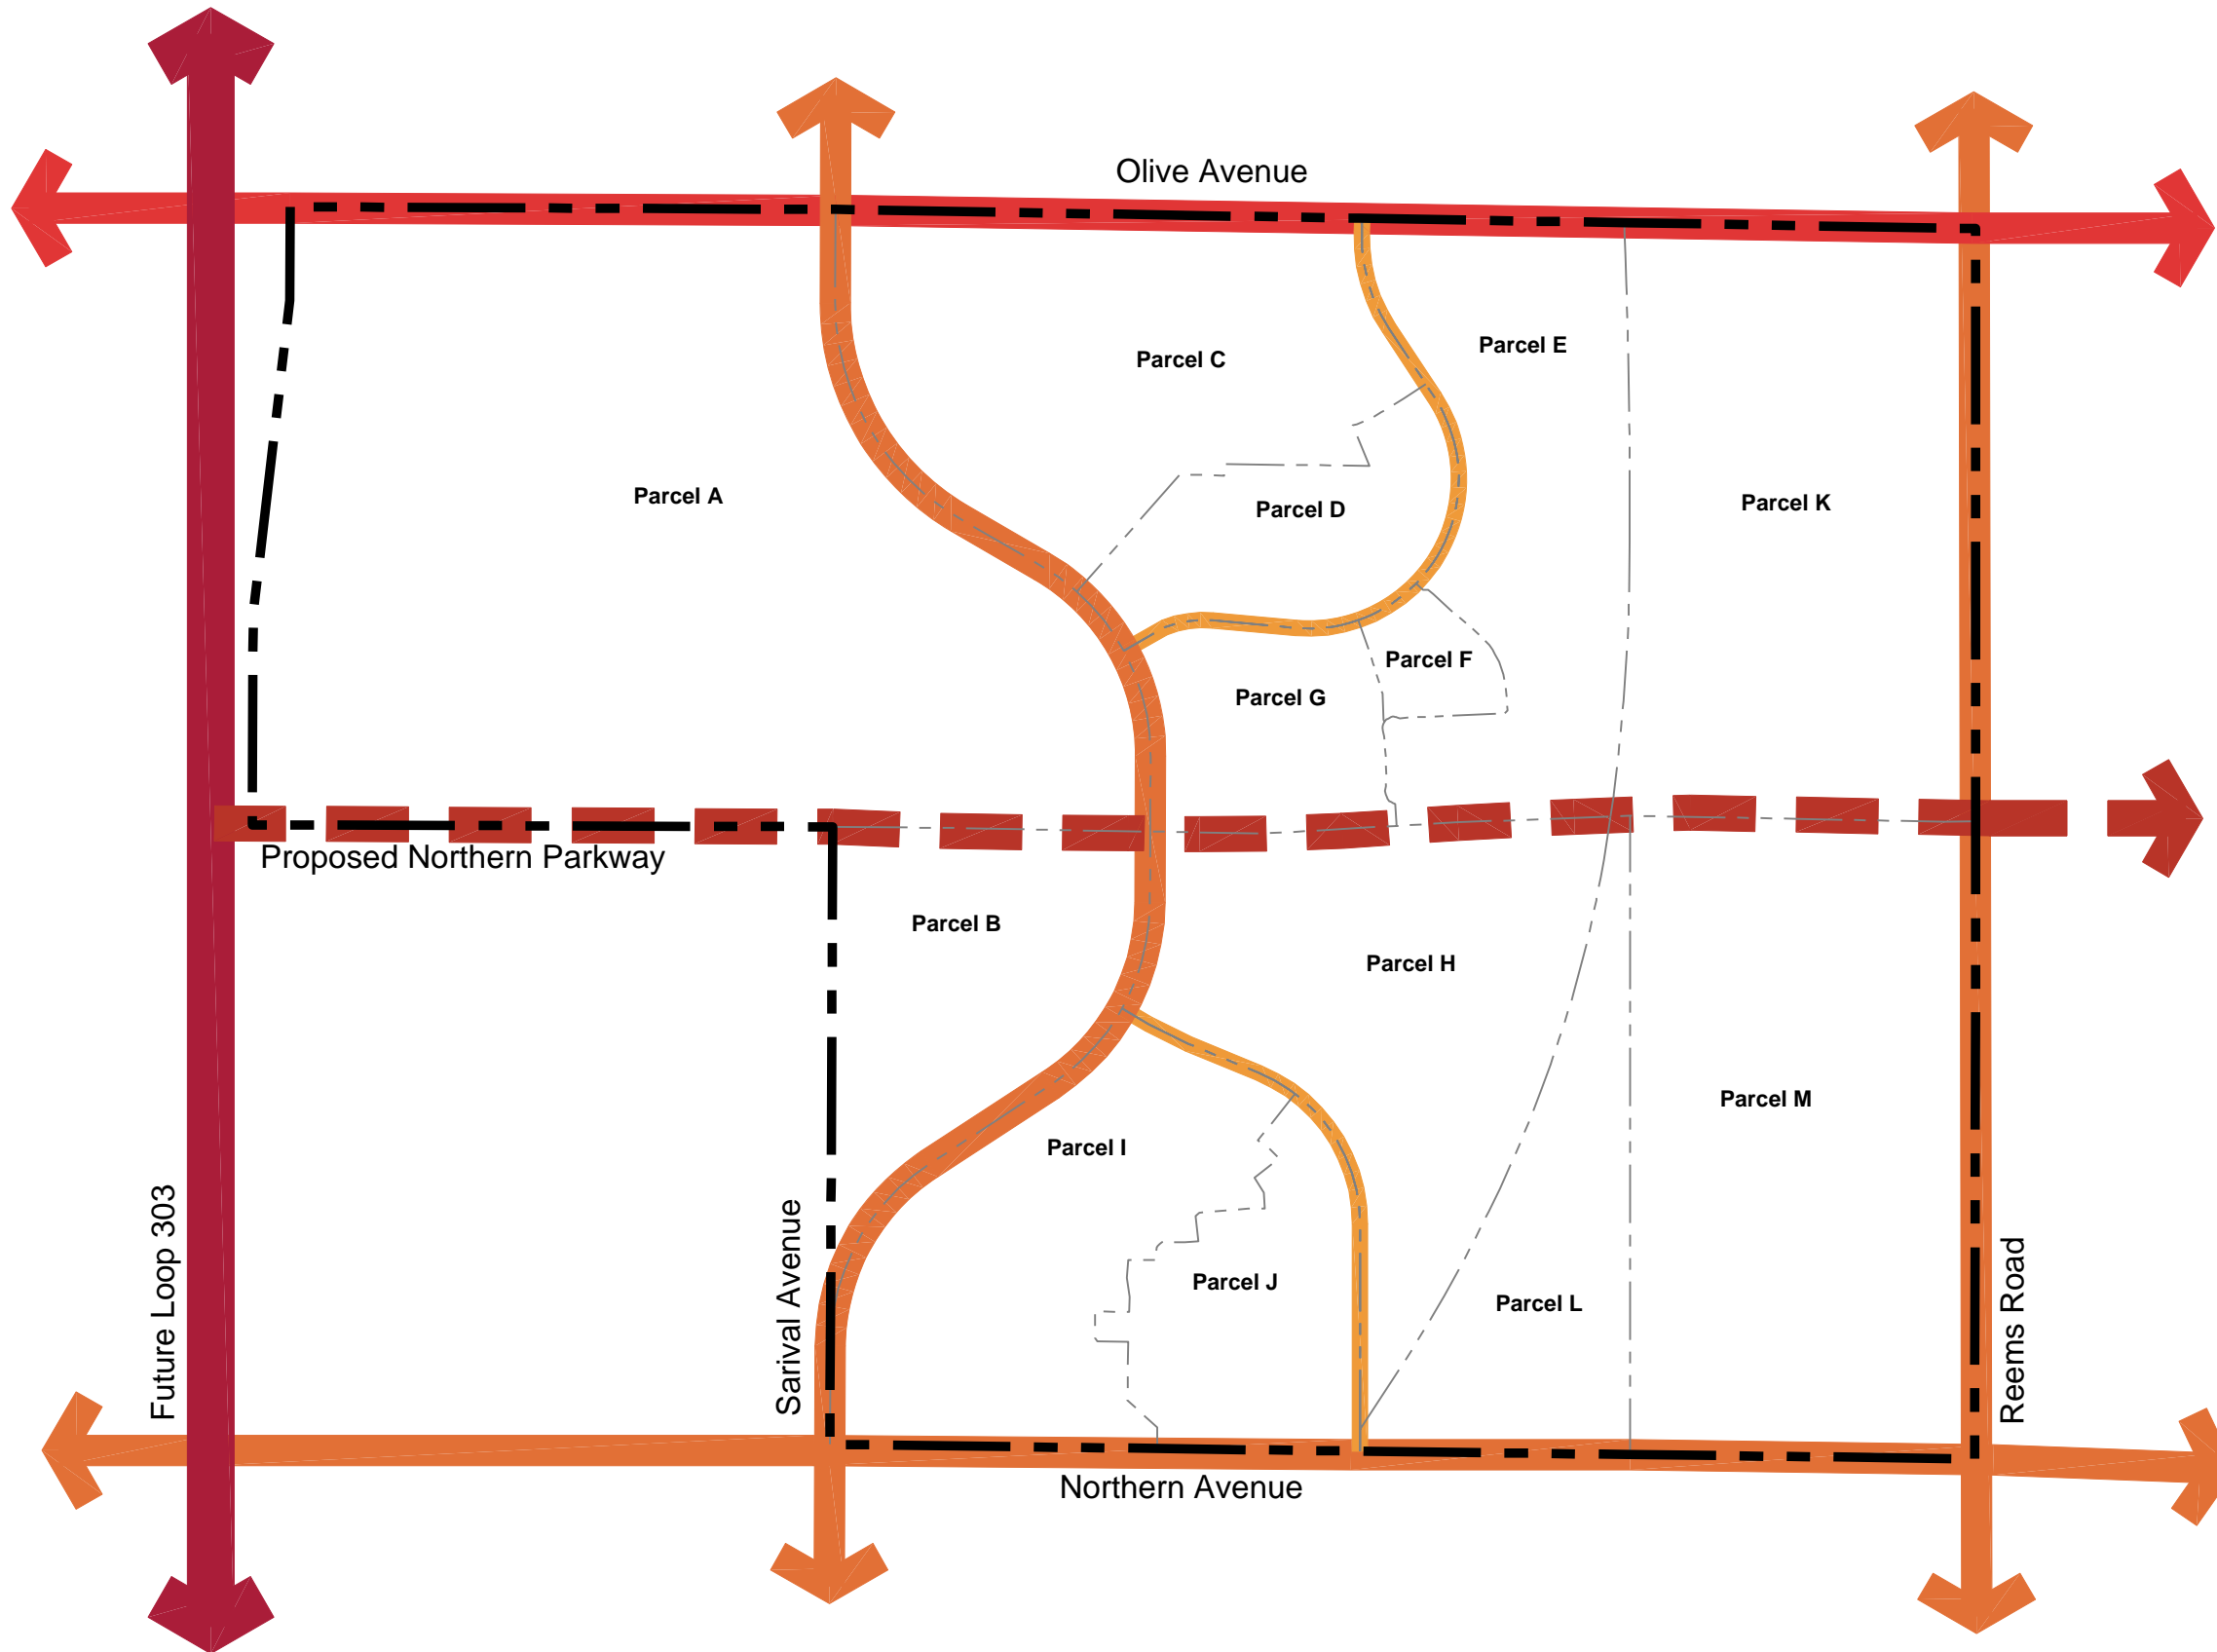 Olive Avenue
Parcel E
Parcel C
Parcel A
Parcel K
Parcel D
Parcel F
Parcel G
Proposed Northern Parkway
Parcel B
Parcel H
Parcel M
Parcel I
Future Loop 303
Sarival Avenue
Reems Road
Parcel J
Parcel L
Northern Avenue